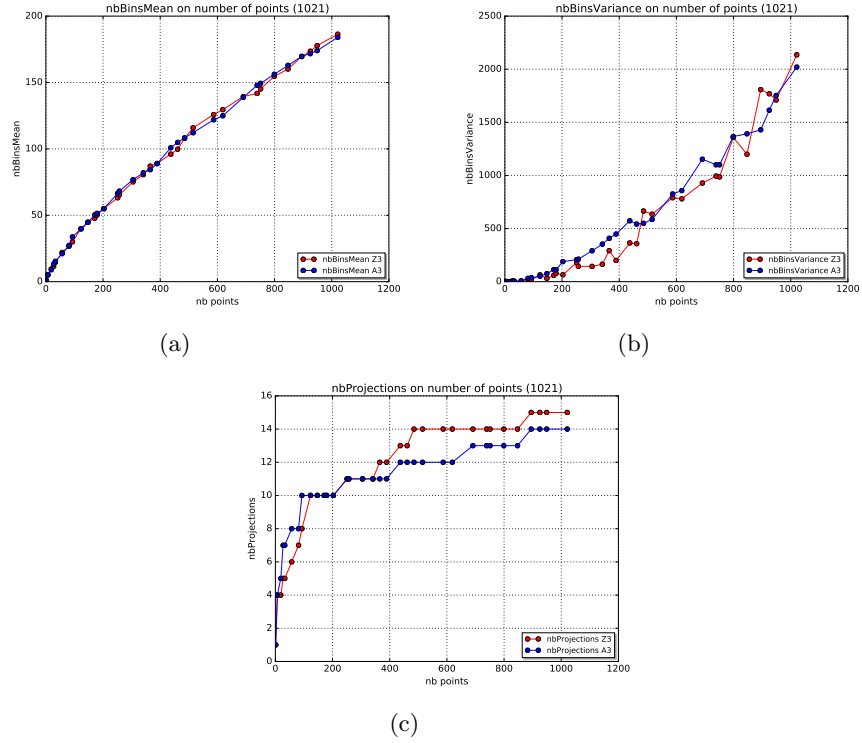 nbBinsMean on number of points (1021)
200
150
100
50
0
0 200 400 600 800 1000 1200
nbBinsMean
nb points
nbBinsMean Z3
nbBinsMean A3
(a)
nbBinsVariance on number of points (1021)
2500
2000
1500
1000
500
0
0 200 400 600 800 1000 1200
nbBinsVariance
nb points
nbBinsVariance Z3
nbBinsVariance A3
(b)
nbProjections on number of points (1021)
16
14
12
10
8
6
4
2
0
0 200 400 600 800 1000 1200
nbProjections
nb points
nbProjections Z3
nbProjections A3
(c)